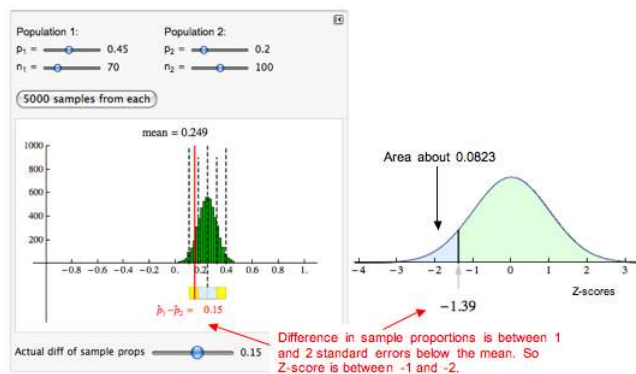 Population 1:
Population 2:
p₁ = 0.45
p₂ = 0.2
n₁ = 70
n₂ = 100
5000 samples from each
mean = 0.249
1000
800
600
400
200
-0.8 -0.6 -0.4 -0.2 0.0 0.2 0.4 0.6 0.8 1.
p̂₁-p̂₂ = 0.15
Actual diff of sample props 0.15
Area about 0.0823
-4 -3 -2 -1 0 1 2 3
Z-scores
-1.39
Difference in sample proportions is between 1
and 2 standard errors below the mean. So
Z-score is between -1 and -2.